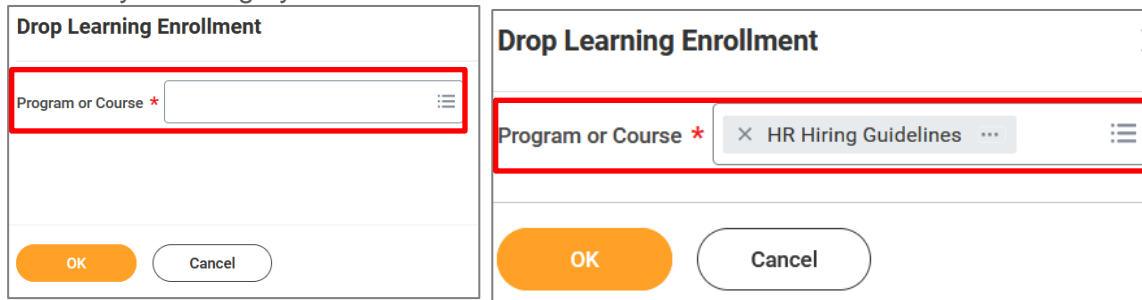 Drop Learning Enrollment
Program or Course *
OK Cancel
Drop Learning Enrollment
Program or Course * × HR Hiring Guidelines ...
OK Cancel